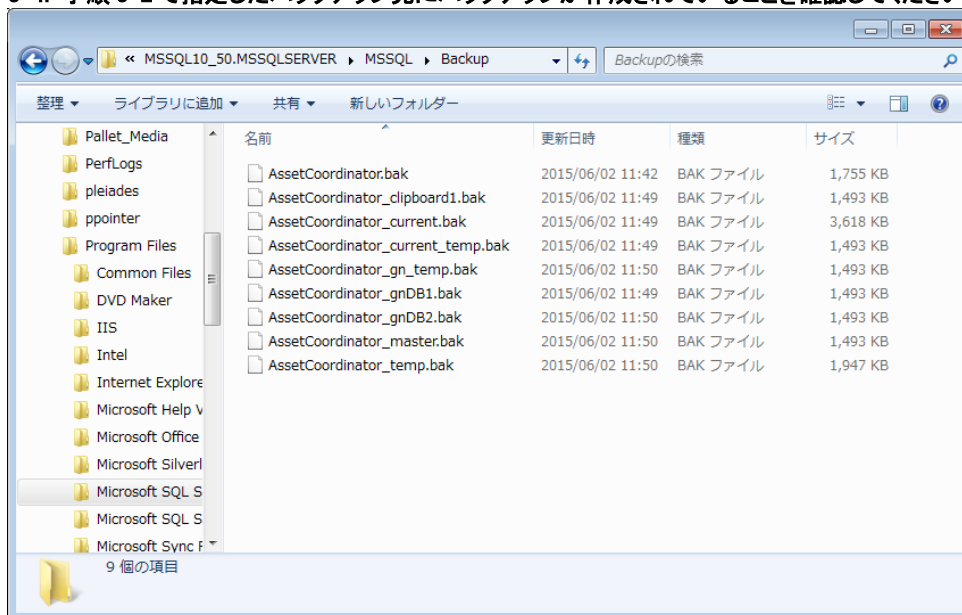 « MSSQL10_50.MSSQLSERVER ▸ MSSQL ▸ Backup Backupの検索
整理 ▼ ライブラリに追加 ▼ 共有 ▼ 新しいフォルダー
Pallet_Media
PerfLogs
pleiades
ppointer
Program Files
Common Files
DVD Maker
IIS
Intel
Internet Explore
Microsoft Help V
Microsoft Office
Microsoft Silverl
Microsoft SQL S
Microsoft SQL S
Microsoft Sync F
名前 更新日時 種類 サイズ
AssetCoordinator.bak 2015/06/02 11:42 BAK ファイル 1,755 KB
AssetCoordinator_clipboard1.bak 2015/06/02 11:49 BAK ファイル 1,493 KB
AssetCoordinator_current.bak 2015/06/02 11:49 BAK ファイル 3,618 KB
AssetCoordinator_current_temp.bak 2015/06/02 11:49 BAK ファイル 1,493 KB
AssetCoordinator_gn_temp.bak 2015/06/02 11:50 BAK ファイル 1,493 KB
AssetCoordinator_gnDB1.bak 2015/06/02 11:49 BAK ファイル 1,493 KB
AssetCoordinator_gnDB2.bak 2015/06/02 11:50 BAK ファイル 1,493 KB
AssetCoordinator_master.bak 2015/06/02 11:50 BAK ファイル 1,493 KB
AssetCoordinator_temp.bak 2015/06/02 11:50 BAK ファイル 1,947 KB
9 個の項目